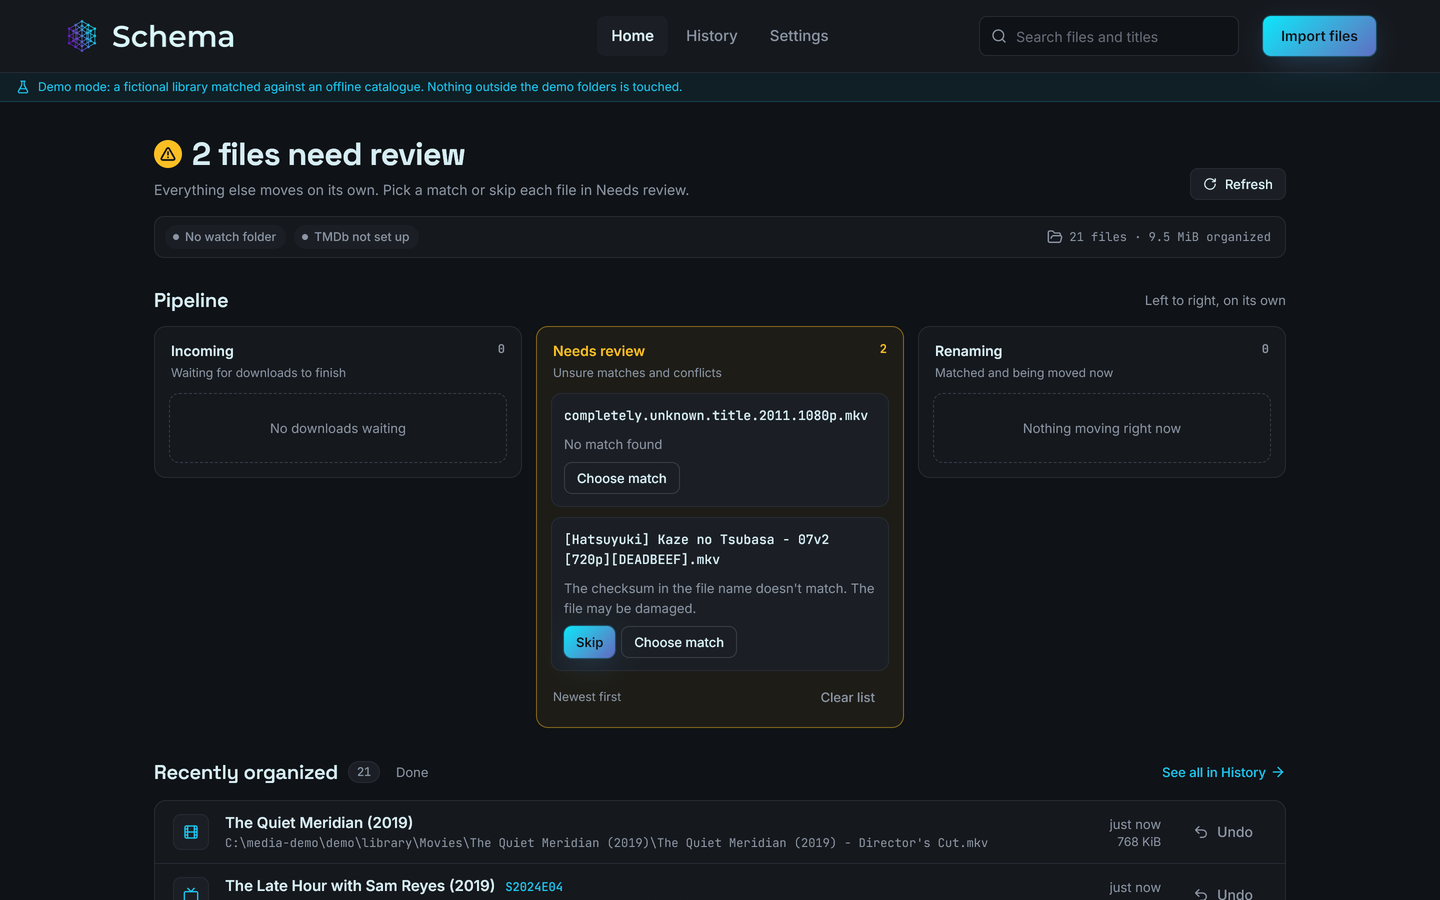 Schema
Home
History
Settings
Search files and titles
Import files
Demo mode: a fictional library matched against an offline catalogue. Nothing outside the demo folders is touched.
2 files need review
Everything else moves on its own. Pick a match or skip each file in Needs review.
Refresh
No watch folder
TMDb not set up
21 files · 9.5 MiB organized
Pipeline
Left to right, on its own
Incoming
0
Waiting for downloads to finish
No downloads waiting
Needs review
2
Unsure matches and conflicts
completely.unknown.title.2011.1080p.mkv
No match found
Choose match
[Hatsuyuki] Kaze no Tsubasa - 07v2
[720p][DEADBEEF].mkv
The checksum in the file name doesn't match. The
file may be damaged.
Skip
Choose match
Newest first
Clear list
Renaming
0
Matched and being moved now
Nothing moving right now
Recently organized
21
Done
See all in History
The Quiet Meridian (2019)
C:\media-demo\demo\library\Movies\The Quiet Meridian (2019)\The Quiet Meridian (2019) - Director's Cut.mkv
just now
768 KiB
Undo
The Late Hour with Sam Reyes (2019)
S2024E04
just now
Undo